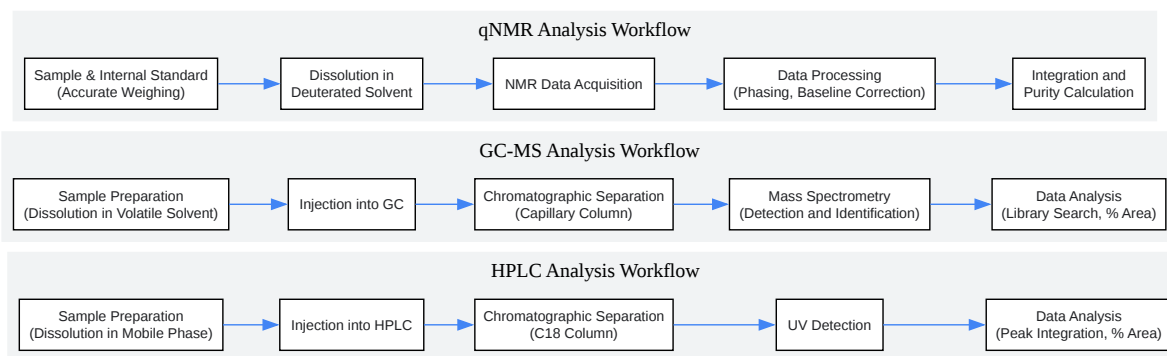 qNMR Analysis Workflow
Sample & Internal Standard
(Accurate Weighing)
Dissolution in
Deuterated Solvent
NMR Data Acquisition
Data Processing
(Phasing, Baseline Correction)
Integration and
Purity Calculation
GC-MS Analysis Workflow
Sample Preparation
(Dissolution in Volatile Solvent)
Injection into GC
Chromatographic Separation
(Capillary Column)
Mass Spectrometry
(Detection and Identification)
Data Analysis
(Library Search, % Area)
HPLC Analysis Workflow
Sample Preparation
(Dissolution in Mobile Phase)
Injection into HPLC
Chromatographic Separation
(C18 Column)
UV Detection
Data Analysis
(Peak Integration, % Area)